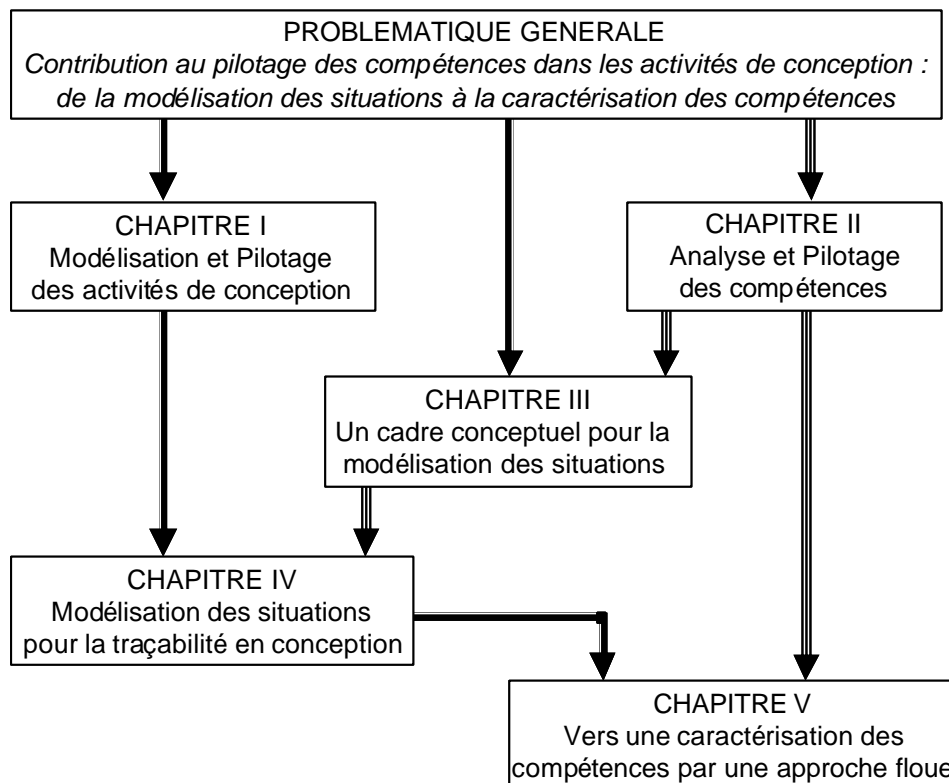 PROBLEMATIQUE GENERALE
Contribution au pilotage des compétences dans les activités de conception :
de la modélisation des situations à la caractérisation des compétences
CHAPITRE I
Modélisation et Pilotage
des activités de conception
CHAPITRE II
Analyse et Pilotage
des compétences
CHAPITRE III
Un cadre conceptuel pour la
modélisation des situations
CHAPITRE IV
Modélisation des situations
pour la traçabilité en conception
CHAPITRE V
Vers une caractérisation des
compétences par une approche floue